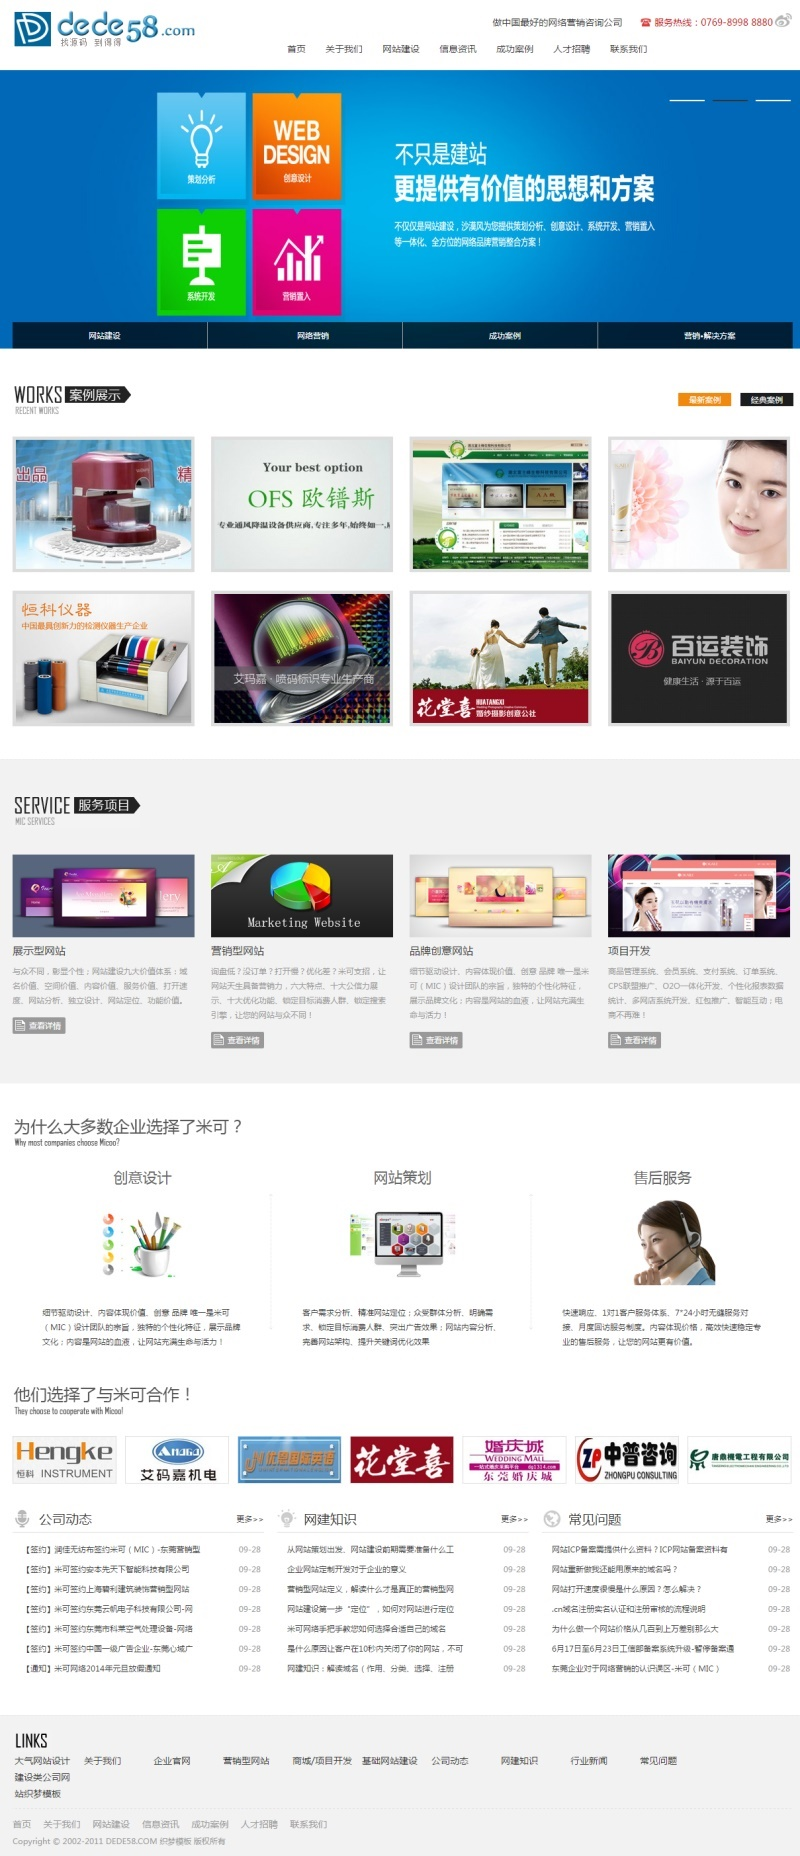 dede58.com
找源码 到得得
做中国最好的网络营销咨询公司
服务热线：0769-8998 8880
首页 关于我们 网站建设 信息资讯 成功案例 人才招聘 联系我们
策划分析
WEB DESIGN
创意设计
系统开发
营销置入
不只是建站
更提供有价值的思想和方案
不仅仅是网站建设，沙漠风为您提供策划分析、创意设计、系统开发、营销置入
等一体化、全方位的网络品牌营销整合方案！
网站建设 网络营销 成功案例 营销•解决方案
WORKS 案例展示
RECENT WORKS
最新案例 经典案例
出品 精
Your best option
OFS 欧镨斯
专业通风降温设备供应商,专注多年,始终如一,
恒科仪器
中国最具创新力的检测仪器生产企业
艾玛嘉 · 喷码标识专业生产商
花堂喜
HUATANGXI
婚纱摄影创意公社
百运装饰
BAIYUN DECORATION
健康生活 · 源于百运
SERVICE 服务项目
MIC SERVICES
Marketing Website
展示型网站
与众不同，彰显个性；网站建设九大价值体系：域
名价值、空间价值、内容价值、服务价值、打开速
度、网站分析、独立设计、网站定位、功能价值。
查看详情
营销型网站
询盘低？没订单？打开慢？优化差？米可支招，让
网站天生具备营销力，六大特点、十大公信力展
示、十大优化功能、锁定目标消费人群、锁定搜索
引擎，让您的网站与众不同！
查看详情
品牌创意网站
细节驱动设计、内容体现价值、创意 品牌 唯一是米
可（MIC）设计团队的宗旨，独特的个性化特征，
展示品牌文化；内容是网站的血液，让网站充满生
命与活力！
查看详情
项目开发
商品管理系统、会员系统、支付系统、订单系统、
CPS联盟推广、O2O一体化开发、个性化报表数据
统计、多网店系统开发、红包推广、智能互动；电
商不再难！
查看详情
为什么大多数企业选择了米可？
Why most companies choose Micoo?
创意设计
细节驱动设计、内容体现价值、创意 品牌 唯一是米可
（MIC）设计团队的宗旨，独特的个性化特征，展示品牌
文化；内容是网站的血液，让网站充满生命与活力！
网站策划
客户需求分析、精准网站定位；众受群体分析、明确需
求、锁定目标消费人群、突出广告效果；网站内容分析、
完善网站架构、提升关键词优化效果
售后服务
快速响应、1对1客户服务体系、7*24小时无缝服务对
接、月度回访服务制度。内容体现价格，高效快速稳定专
业的售后服务，让您的网站更有价值。
他们选择了与米可合作！
They choose to cooperate with Micoo!
Hengke
恒科 INSTRUMENT
艾码嘉机电
优思国际英语
花堂喜
婚庆城
WEDDING MALL
一站式婚庆采购平台 dg1314.com
东莞婚庆城
ZP 中普咨询
ZHONGPU CONSULTING
唐鼎機電工程有限公司
公司动态 更多>>
【签约】润佳无纺布签约米可（MIC）-东莞营销型 09-28
【签约】米可签约安本先天下智能科技有限公司 09-28
【签约】米可签约上海碧利建筑装饰营销型网站 09-28
【签约】米可签约东莞云帆电子科技有限公司-网 09-28
【签约】米可签约东莞市科莱空气处理设备-网络 09-28
【签约】米可签约中国一级广告企业-东莞心城广 09-28
【通知】米可网络2014年元旦放假通知 09-28
网建知识 更多>>
从网站策划出发、网站建设前期需要准备什么工 09-28
企业网站定制开发对于企业的意义 09-28
营销型网站定义，解读什么才是真正的营销型网 09-28
网站建设第一步“定位”，如何对网站进行定位 09-28
米可网络手把手教您如何选择合适自己的域名 09-28
是什么原因让客户在10秒内关闭了你的网站，不可 09-28
网建知识：解读域名（作用、分类、选择、注册 09-28
常见问题 更多>>
网站ICP备案需提供什么资料？ICP网站备案资料有 09-28
网站重新做我还能用原来的域名吗？ 09-28
网站打开速度很慢是什么原因？怎么解决？ 09-28
.cn域名注册实名认证和注册审核的流程说明 09-28
为什么做一个网站价格从几百到上万差别那么大 09-28
6月17日至6月23日工信部备案系统升级-暂停备案通 09-28
东莞企业对于网络营销的认识误区-米可（MIC） 09-28
LINKS
大气网站设计 关于我们 企业官网 营销型网站 商城/项目开发 基础网站建设 公司动态 网建知识 行业新闻 常见问题
建设类公司网
站织梦模板
首页 关于我们 网站建设 信息资讯 成功案例 人才招聘 联系我们
Copyright © 2002-2011 DEDE58.COM 织梦模板 版权所有